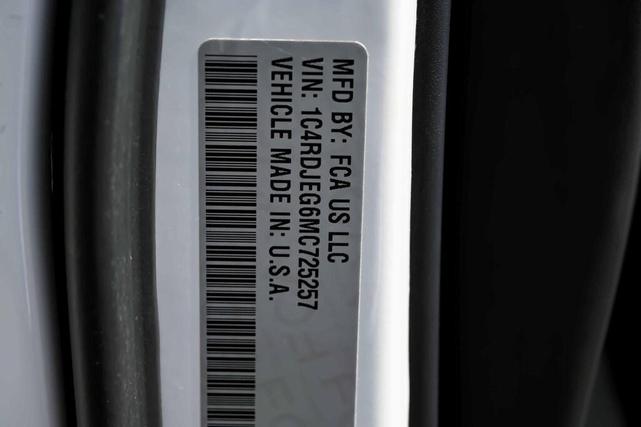 MFD BY: FCA US LLC
VIN: 1C4RDJEG6MC725257
VEHICLE MADE IN: U.S.A.